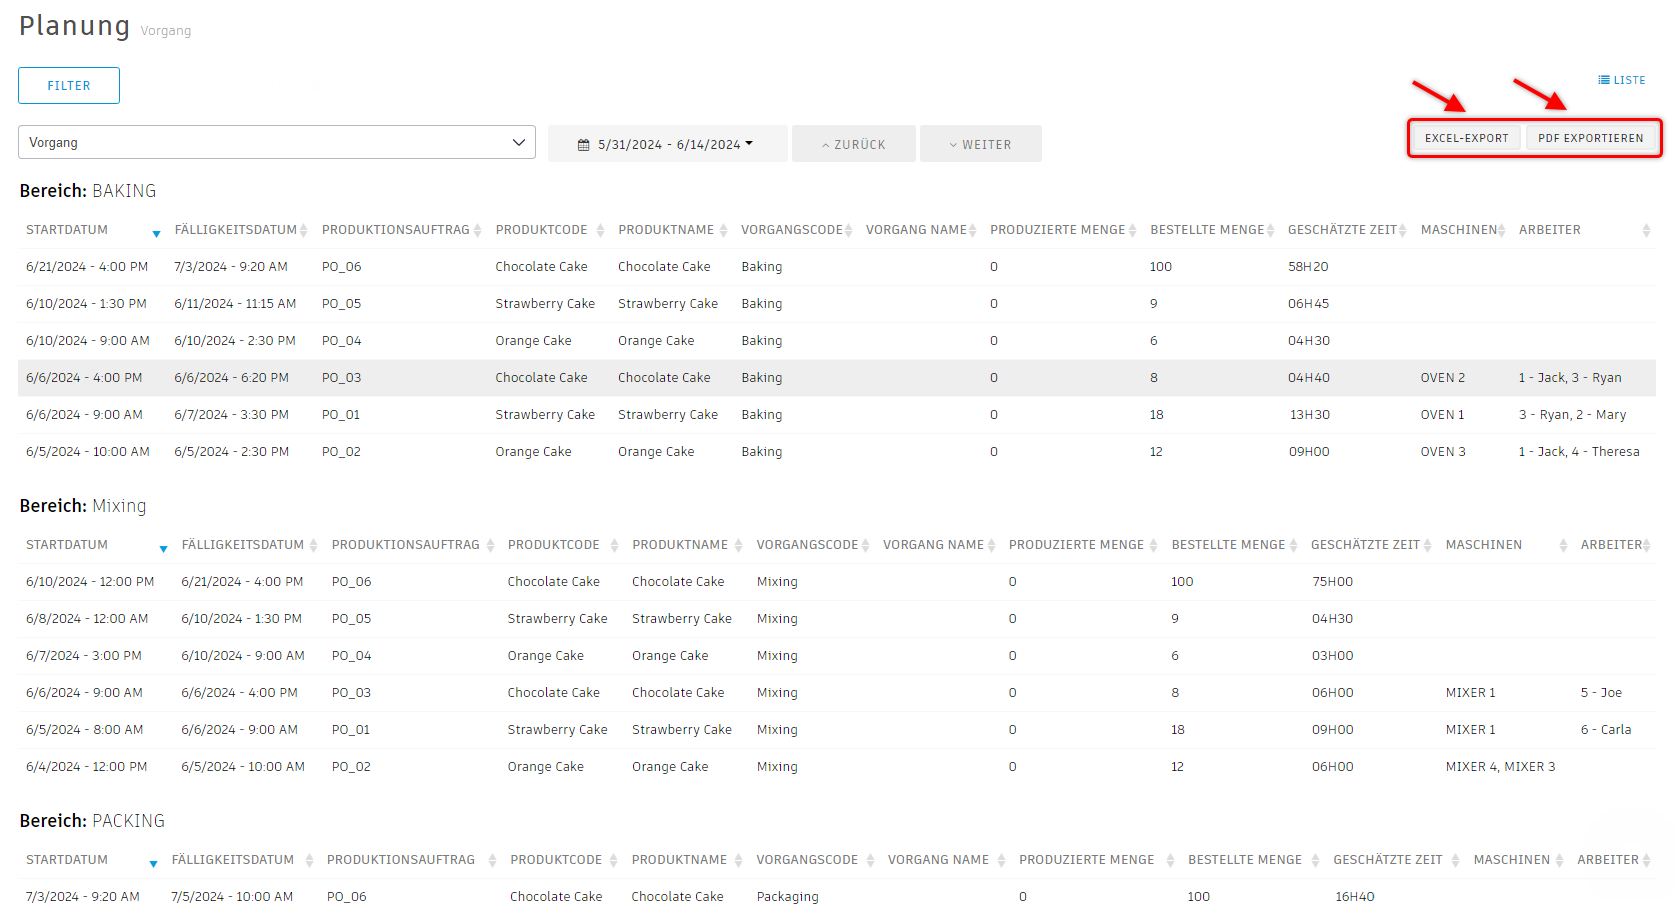 Planung Vorgang
FILTER
LISTE
Vorgang
5/31/2024 - 6/14/2024
ZURÜCK
WEITER
EXCEL-EXPORT
PDF EXPORTIEREN
Bereich: BAKING
STARTDATUM FÄLLIGKEITSDATUM PRODUKTIONSAUFTRAG PRODUKTCODE PRODUKTNAME VORGANGSCODE VORGANG NAME PRODUZIERTE MENGE BESTELLTE MENGE GESCHÄTZTE ZEIT MASCHINEN ARBEITER
6/21/2024 - 4:00 PM 7/3/2024 - 9:20 AM PO_06 Chocolate Cake Chocolate Cake Baking 0 100 58H20
6/10/2024 - 1:30 PM 6/11/2024 - 11:15 AM PO_05 Strawberry Cake Strawberry Cake Baking 0 9 06H45
6/10/2024 - 9:00 AM 6/10/2024 - 2:30 PM PO_04 Orange Cake Orange Cake Baking 0 6 04H30
6/6/2024 - 4:00 PM 6/6/2024 - 6:20 PM PO_03 Chocolate Cake Chocolate Cake Baking 0 8 04H40 OVEN 2 1 - Jack, 3 - Ryan
6/6/2024 - 9:00 AM 6/7/2024 - 3:30 PM PO_01 Strawberry Cake Strawberry Cake Baking 0 18 13H30 OVEN 1 3 - Ryan, 2 - Mary
6/5/2024 - 10:00 AM 6/5/2024 - 2:30 PM PO_02 Orange Cake Orange Cake Baking 0 12 09H00 OVEN 3 1 - Jack, 4 - Theresa
Bereich: Mixing
STARTDATUM FÄLLIGKEITSDATUM PRODUKTIONSAUFTRAG PRODUKTCODE PRODUKTNAME VORGANGSCODE VORGANG NAME PRODUZIERTE MENGE BESTELLTE MENGE GESCHÄTZTE ZEIT MASCHINEN ARBEITER
6/10/2024 - 12:00 PM 6/21/2024 - 4:00 PM PO_06 Chocolate Cake Chocolate Cake Mixing 0 100 75H00
6/8/2024 - 12:00 AM 6/10/2024 - 1:30 PM PO_05 Strawberry Cake Strawberry Cake Mixing 0 9 04H30
6/7/2024 - 3:00 PM 6/10/2024 - 9:00 AM PO_04 Orange Cake Orange Cake Mixing 0 6 03H00
6/6/2024 - 9:00 AM 6/6/2024 - 4:00 PM PO_03 Chocolate Cake Chocolate Cake Mixing 0 8 06H00 MIXER 1 5 - Joe
6/5/2024 - 8:00 AM 6/6/2024 - 9:00 AM PO_01 Strawberry Cake Strawberry Cake Mixing 0 18 09H00 MIXER 1 6 - Carla
6/4/2024 - 12:00 PM 6/5/2024 - 10:00 AM PO_02 Orange Cake Orange Cake Mixing 0 12 06H00 MIXER 4, MIXER 3
Bereich: PACKING
STARTDATUM FÄLLIGKEITSDATUM PRODUKTIONSAUFTRAG PRODUKTCODE PRODUKTNAME VORGANGSCODE VORGANG NAME PRODUZIERTE MENGE BESTELLTE MENGE GESCHÄTZTE ZEIT MASCHINEN ARBEITER
7/3/2024 - 9:20 AM 7/5/2024 - 10:00 AM PO_06 Chocolate Cake Chocolate Cake Packaging 0 100 16H40